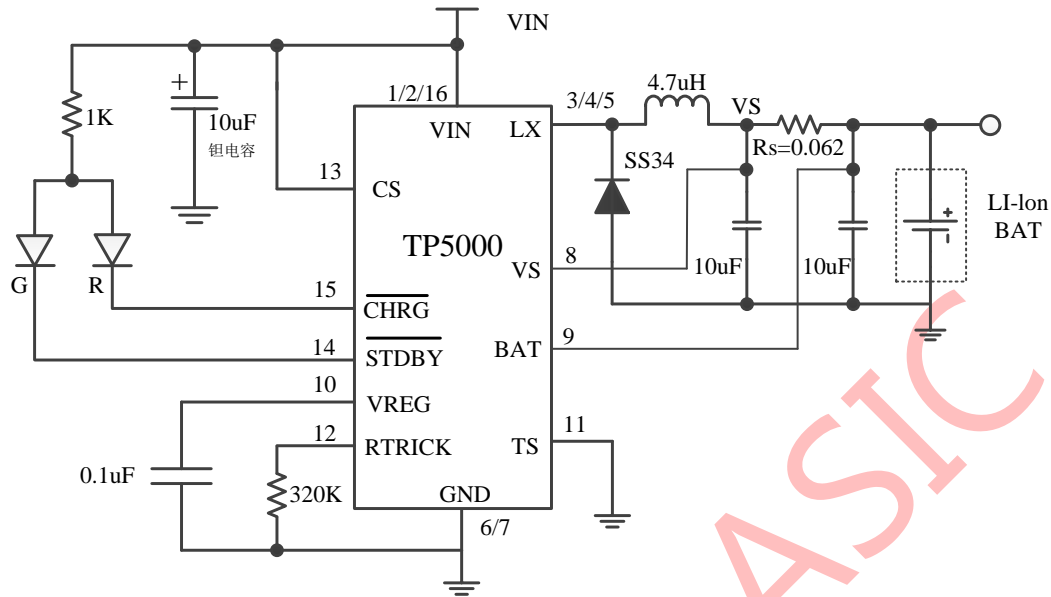 VIN
1/2/16
3/4/5
4.7uH
VS
1K
+
10uF
钽电容
VIN
LX
SS34
Rs=0.062
13
CS
LI-lon
BAT
+
TP5000
VS
8
10uF
10uF
G
R
15
CHRG
14
STDBY
BAT
9
10
VREG
12
RTRICK
TS
11
0.1uF
320K
GND
6/7
ASIC